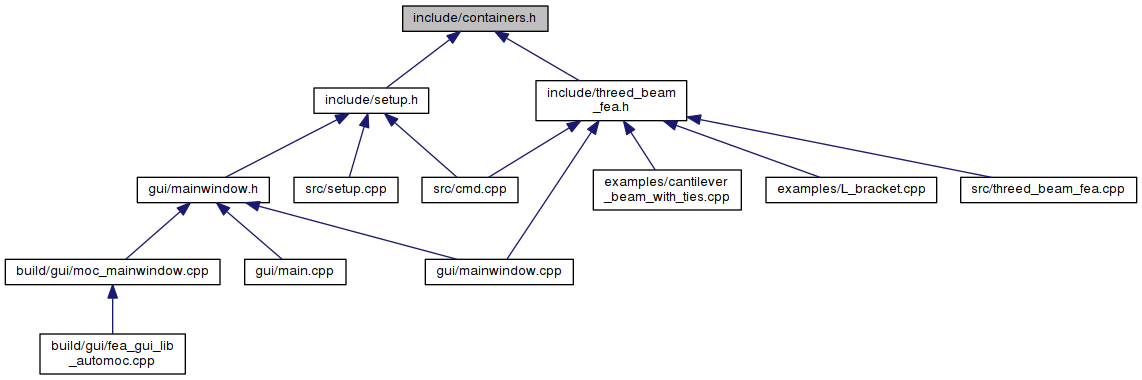 include/containers.h
include/setup.h
include/threed_beam
_fea.h
gui/mainwindow.h
src/setup.cpp
src/cmd.cpp
examples/cantilever
_beam_with_ties.cpp
examples/L_bracket.cpp
src/threed_beam_fea.cpp
build/gui/moc_mainwindow.cpp
gui/main.cpp
gui/mainwindow.cpp
build/gui/fea_gui_lib
_automoc.cpp